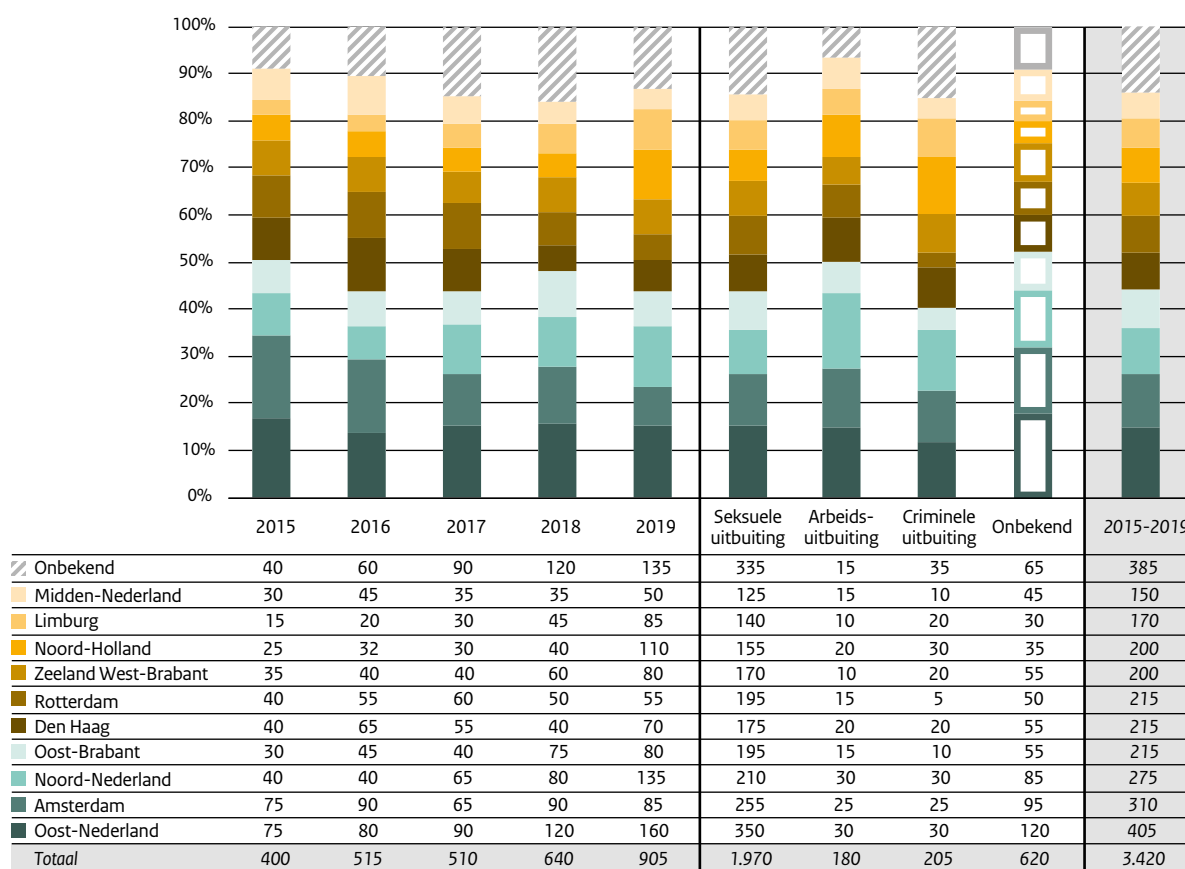 100%
90%
80%
70%
60%
50%
40%
30%
20%
10%
0%
2015 2016 2017 2018 2019 Seksuele uitbuiting Arbeids-uitbuiting Criminele uitbuiting Onbekend 2015-2019
Onbekend 40 60 90 120 135 335 15 35 65 385
Midden-Nederland 30 45 35 35 50 125 15 10 45 150
Limburg 15 20 30 45 85 140 10 20 30 170
Noord-Holland 25 32 30 40 110 155 20 30 35 200
Zeeland West-Brabant 35 40 40 60 80 170 10 20 55 200
Rotterdam 40 55 60 50 55 195 15 5 50 215
Den Haag 40 65 55 40 70 175 20 20 55 215
Oost-Brabant 30 45 40 75 80 195 15 10 55 215
Noord-Nederland 40 40 65 80 135 210 30 30 85 275
Amsterdam 75 90 65 90 85 255 25 25 95 310
Oost-Nederland 75 80 90 120 160 350 30 30 120 405
Totaal 400 515 510 640 905 1.970 180 205 620 3.420